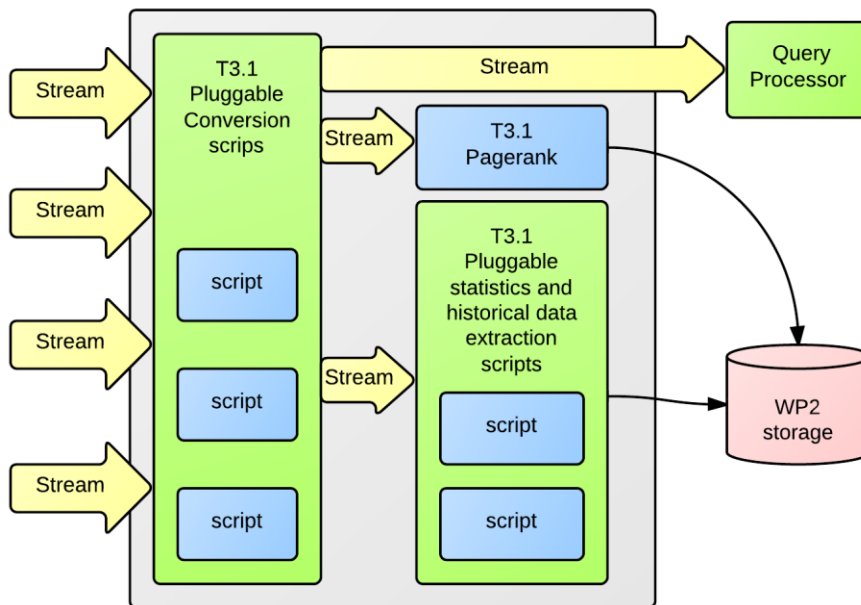 Stream
Stream
Stream
Stream
T3.1
Pluggable
Conversion
scrips
script
script
script
Stream
Stream
Stream
T3.1
Pagerank
T3.1
Pluggable
statistics and
historical data
extraction
scripts
script
script
Query
Processor
WP2
storage